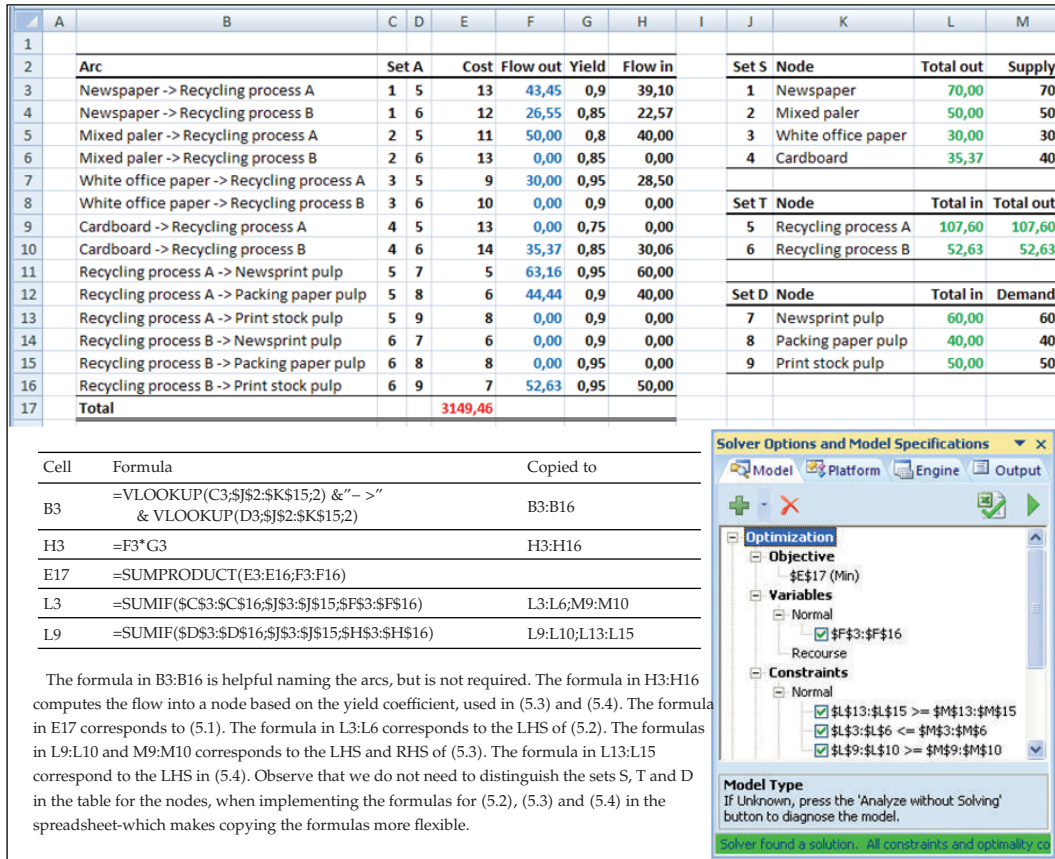 A B C D E F G H I J K L M
1
2 Arc Set A Cost Flow out Yield Flow in Set S Node Total out Supply
3 Newspaper -> Recycling process A 1 5 13 43,45 0,9 39,10 1 Newspaper 70,00 70
4 Newspaper -> Recycling process B 1 6 12 26,55 0,85 22,57 2 Mixed paler 50,00 50
5 Mixed paler -> Recycling process A 2 5 11 50,00 0,8 40,00 3 White office paper 30,00 30
6 Mixed paler -> Recycling process B 2 6 13 0,00 0,85 0,00 4 Cardboard 35,37 40
7 White office paper -> Recycling process A 3 5 9 30,00 0,95 28,50
8 White office paper -> Recycling process B 3 6 10 0,00 0,9 0,00 Set T Node Total in Total out
9 Cardboard -> Recycling process A 4 5 13 0,00 0,75 0,00 5 Recycling process A 107,60 107,60
10 Cardboard -> Recycling process B 4 6 14 35,37 0,85 30,06 6 Recycling process B 52,63 52,63
11 Recycling process A -> Newsprint pulp 5 7 5 63,16 0,95 60,00
12 Recycling process A -> Packing paper pulp 5 8 6 44,44 0,9 40,00 Set D Node Total in Demand
13 Recycling process A -> Print stock pulp 5 9 8 0,00 0,9 0,00 7 Newsprint pulp 60,00 60
14 Recycling process B -> Newsprint pulp 6 7 6 0,00 0,9 0,00 8 Packing paper pulp 40,00 40
15 Recycling process B -> Packing paper pulp 6 8 8 0,00 0,95 0,00 9 Print stock pulp 50,00 50
16 Recycling process B -> Print stock pulp 6 9 7 52,63 0,95 50,00
17 Total 3149,46
Cell Formula Copied to
B3 =VLOOKUP(C3;$J$2:$K$15;2) &"– >" B3:B16
& VLOOKUP(D3;$J$2:$K$15;2)
H3 =F3*G3 H3:H16
E17 =SUMPRODUCT(E3:E16;F3:F16)
L3 =SUMIF($C$3:$C$16;$J$3:$J$15;$F$3:$F$16) L3:L6;M9:M10
L9 =SUMIF($D$3:$D$16;$J$3:$J$15;$H$3:$H$16) L9:L10;L13:L15
The formula in B3:B16 is helpful naming the arcs, but is not required. The formula in H3:H16
computes the flow into a node based on the yield coefficient, used in (5.3) and (5.4). The formula
in E17 corresponds to (5.1). The formula in L3:L6 corresponds to the LHS of (5.2). The formulas
in L9:L10 and M9:M10 corresponds to the LHS and RHS of (5.3). The formula in L13:L15
correspond to the LHS in (5.4). Observe that we do not need to distinguish the sets S, T and D
in the table for the nodes, when implementing the formulas for (5.2), (5.3) and (5.4) in the
spreadsheet-which makes copying the formulas more flexible.
Solver Options and Model Specifications
Model Platform Engine Output
Optimization
Objective
$E$17 (Min)
Variables
Normal
$F$3:$F$16
Recourse
Constraints
Normal
$L$13:$L$15 >= $M$13:$M$15
$L$3:$L$6 <= $M$3:$M$6
$L$9:$L$10 >= $M$9:$M$10
Model Type
If Unknown, press the 'Analyze without Solving'
button to diagnose the model.
Solver found a solution. All constraints and optimality co